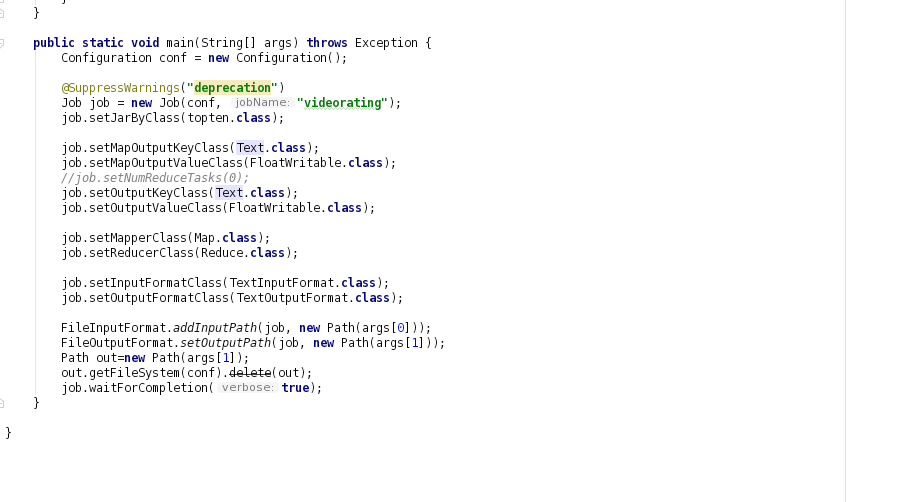 }
public static void main(String[] args) throws Exception {
Configuration conf = new Configuration();
@SuppressWarnings("deprecation")
Job job = new Job(conf, jobName: "videorating");
job.setJarByClass(topten.class);
job.setMapOutputKeyClass(Text.class);
job.setMapOutputValueClass(FloatWritable.class);
//job.setNumReduceTasks(0);
job.setOutputKeyClass(Text.class);
job.setOutputValueClass(FloatWritable.class);
job.setMapperClass(Map.class);
job.setReducerClass(Reduce.class);
job.setInputFormatClass(TextInputFormat.class);
job.setOutputFormatClass(TextOutputFormat.class);
FileInputFormat.addInputPath(job, new Path(args[0]));
FileOutputFormat.setOutputPath(job, new Path(args[1]));
Path out=new Path(args[1]);
out.getFileSystem(conf).delete(out);
job.waitForCompletion( verbose: true);
}
}